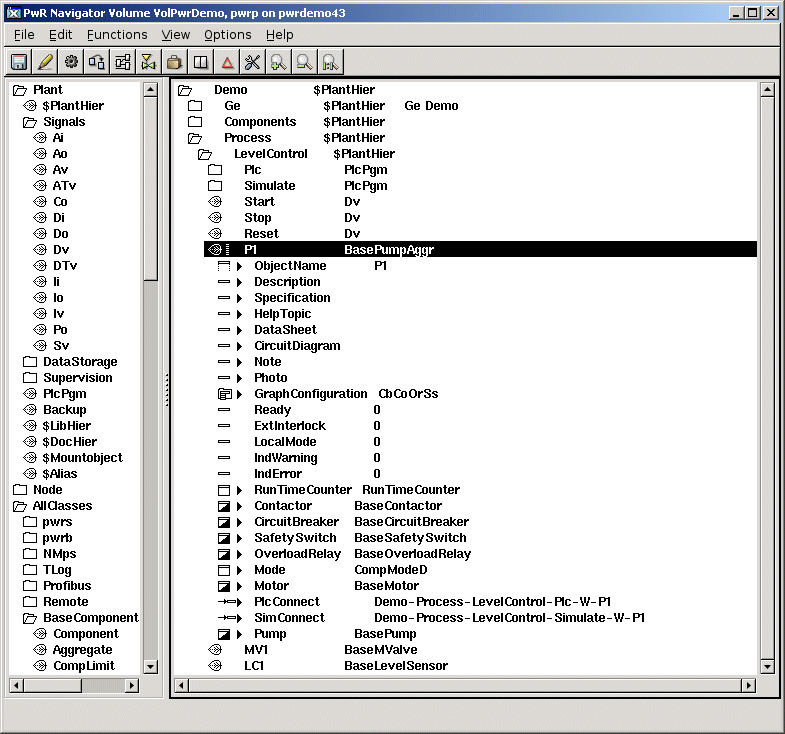 PwR Navigator Volume VolPwrDemo, pwrp on pwrdemo43
File Edit Functions View Options Help
Plant
$PlantHier
Signals
Ai
Ao
Av
ATv
Co
Di
Do
Dv
DTv
Ii
Io
Iv
Po
Sv
DataStorage
Supervision
PlcPgm
Backup
$LibHier
$DocHier
$Mountobject
$Alias
Node
AllClasses
pwrs
pwrb
NMps
TLog
Profibus
Remote
BaseComponent
Component
Aggregate
CompLimit
Demo $PlantHier
Ge $PlantHier Ge Demo
Components $PlantHier
Process $PlantHier
LevelControl $PlantHier
Plc PlcPgm
Simulate PlcPgm
Start Dv
Stop Dv
Reset Dv
P1 BasePumpAggr
ObjectName P1
Description
Specification
HelpTopic
DataSheet
CircuitDiagram
Note
Photo
GraphConfiguration CbCoOrSs
Ready 0
ExtInterlock 0
LocalMode 0
IndWarning 0
IndError 0
RunTimeCounter RunTimeCounter
Contactor BaseContactor
CircuitBreaker BaseCircuitBreaker
SafetySwitch BaseSafetySwitch
OverloadRelay BaseOverloadRelay
Mode CompModeD
Motor BaseMotor
PlcConnect Demo-Process-LevelControl-Plc-W-P1
SimConnect Demo-Process-LevelControl-Simulate-W-P1
Pump BasePump
MV1 BaseMValve
LC1 BaseLevelSensor